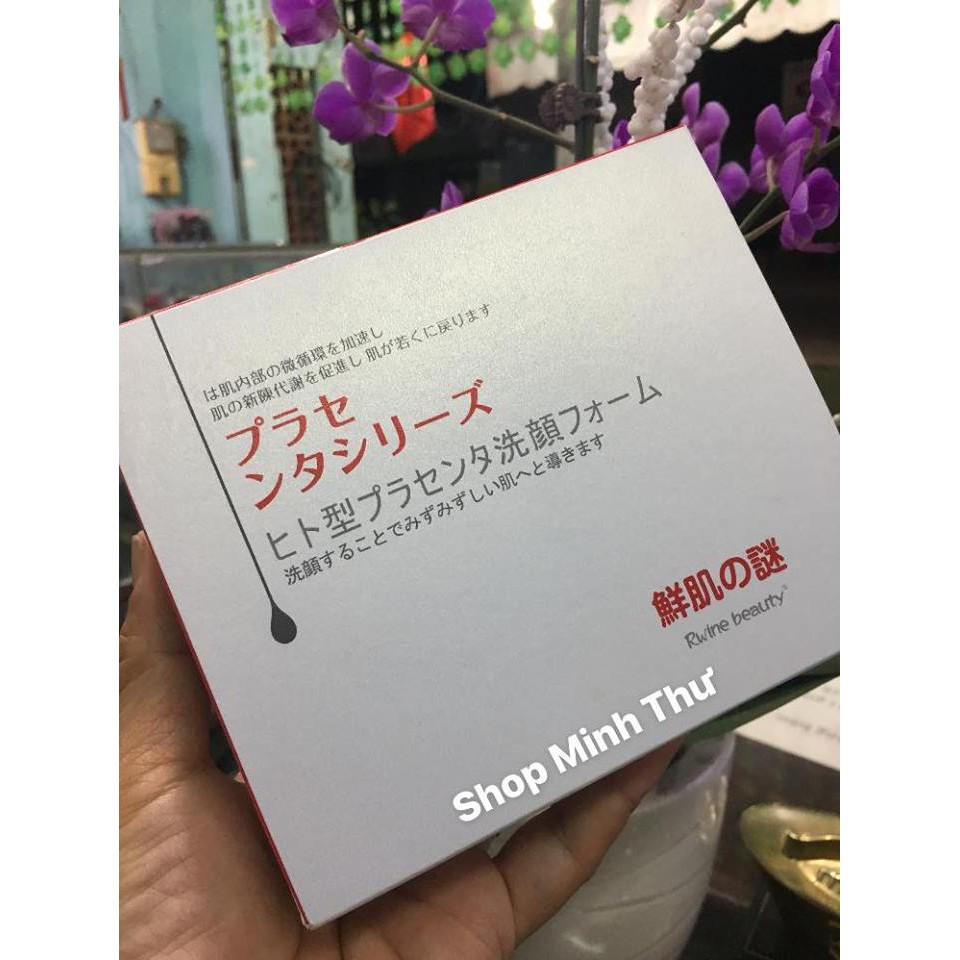 は肌内部の微循環を加速し
肌の新陳代謝を促進し 肌が若くに戻ります
プラセ
ンタシリーズ
ヒト型プラセンタ洗顔フォーム
洗顔することでみずみずしい肌へと導きます
鮮肌の謎
Rwine beauty
Shop Minh Thư